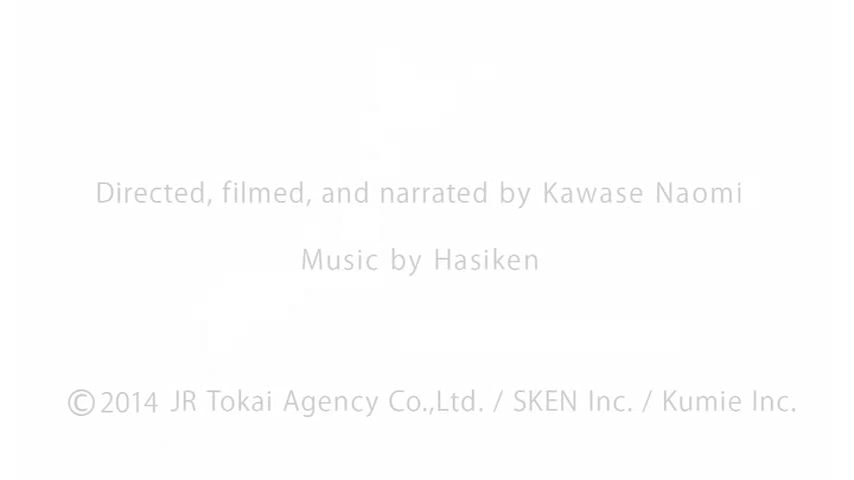 Directed, filmed, and narrated by Kawase Naomi
Music by Hasiken
©2014 JR Tokai Agency Co.,Ltd. / SKEN Inc. / Kumie Inc.